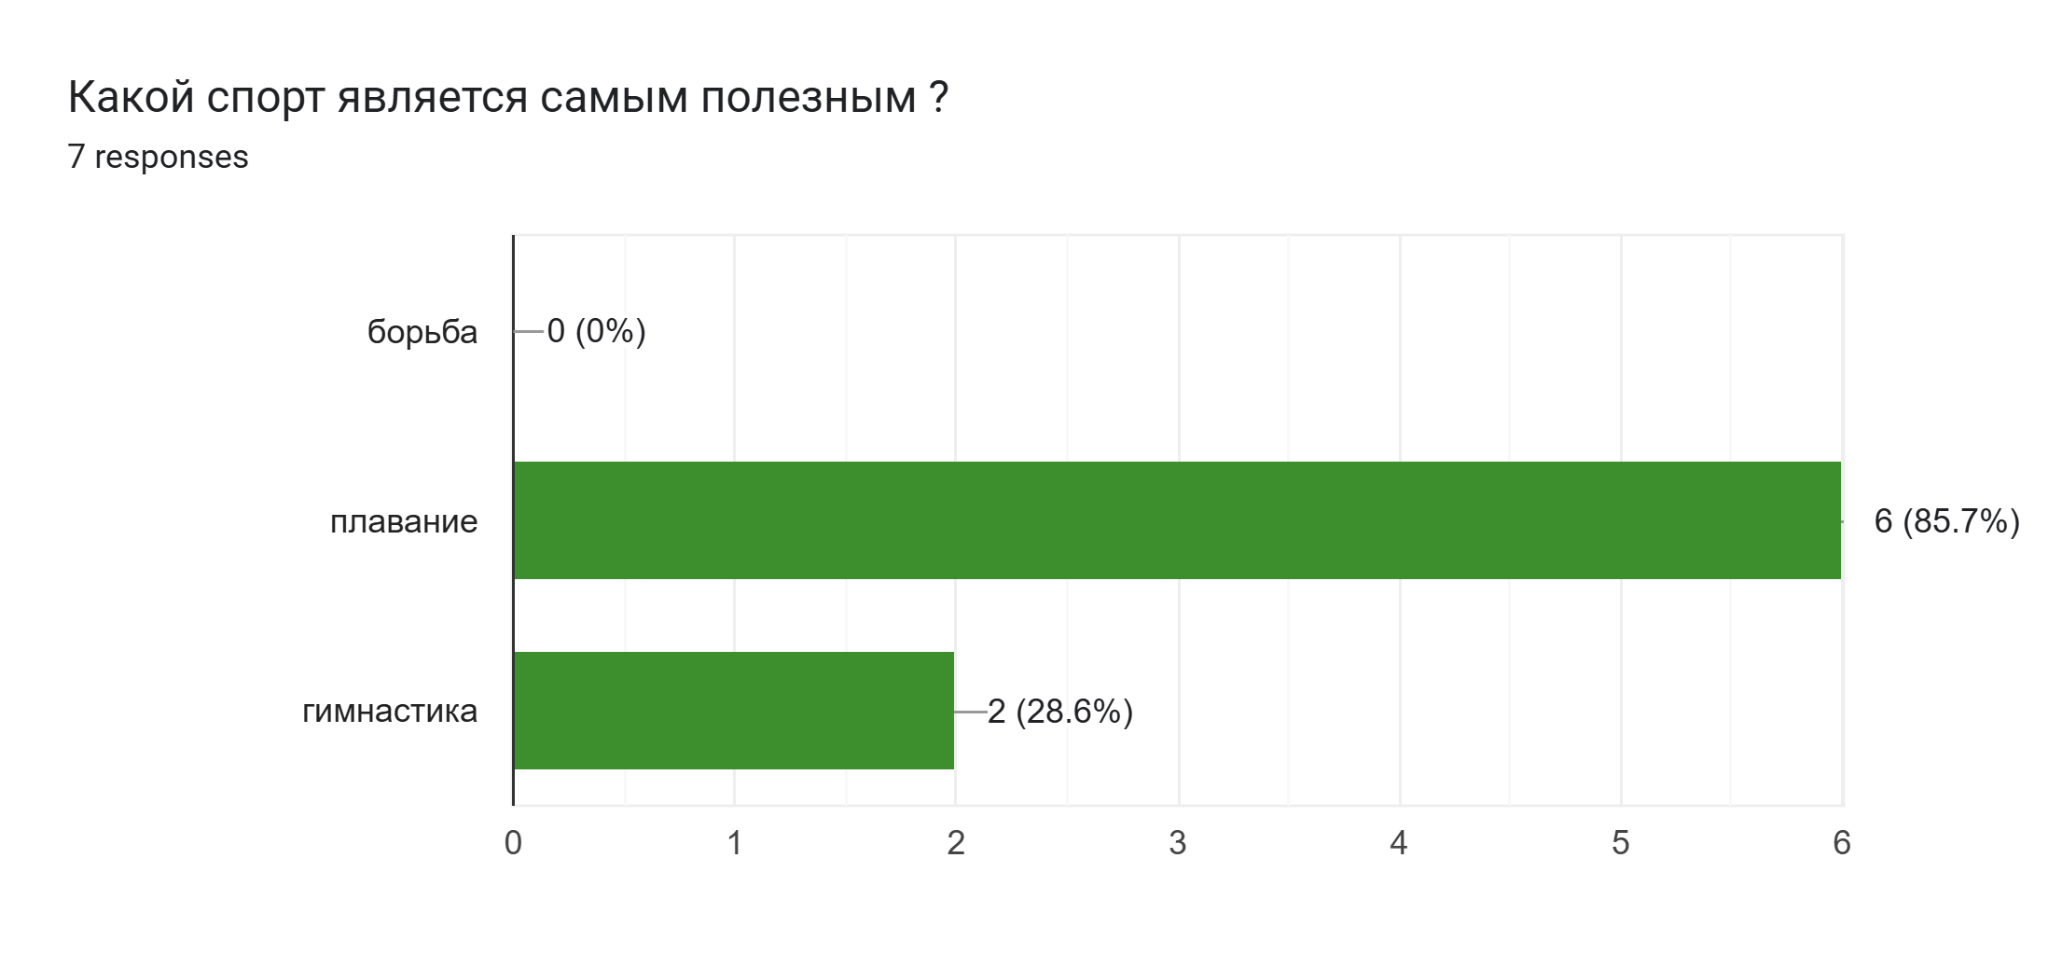 Какой спорт является самым полезным ?
7 responses
борьба
0 (0%)
плавание
6 (85.7%)
гимнастика
2 (28.6%)
0 1 2 3 4 5 6